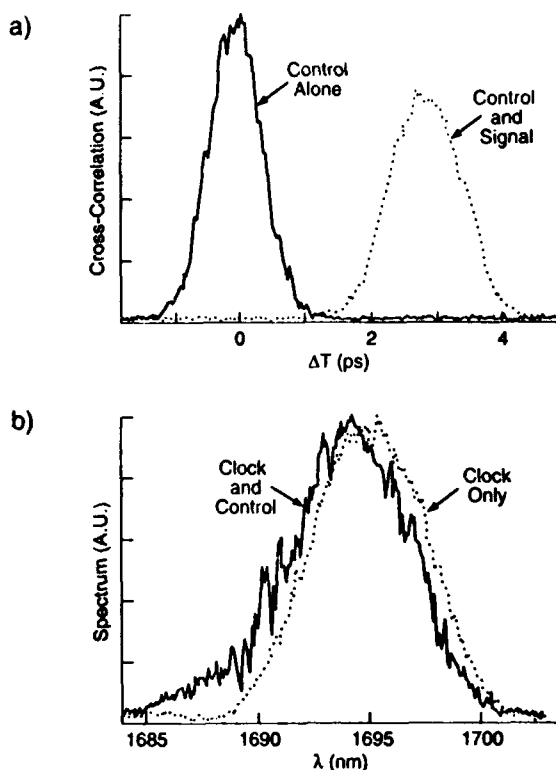 a)
Cross-Correlation (A.U.)
Control
Alone
Control
and
Signal
0
2
4
ΔT (ps)
b)
Spectrum (A.U.)
Clock
and
Control
Clock
Only
1685
1690
1695
1700
λ (nm)